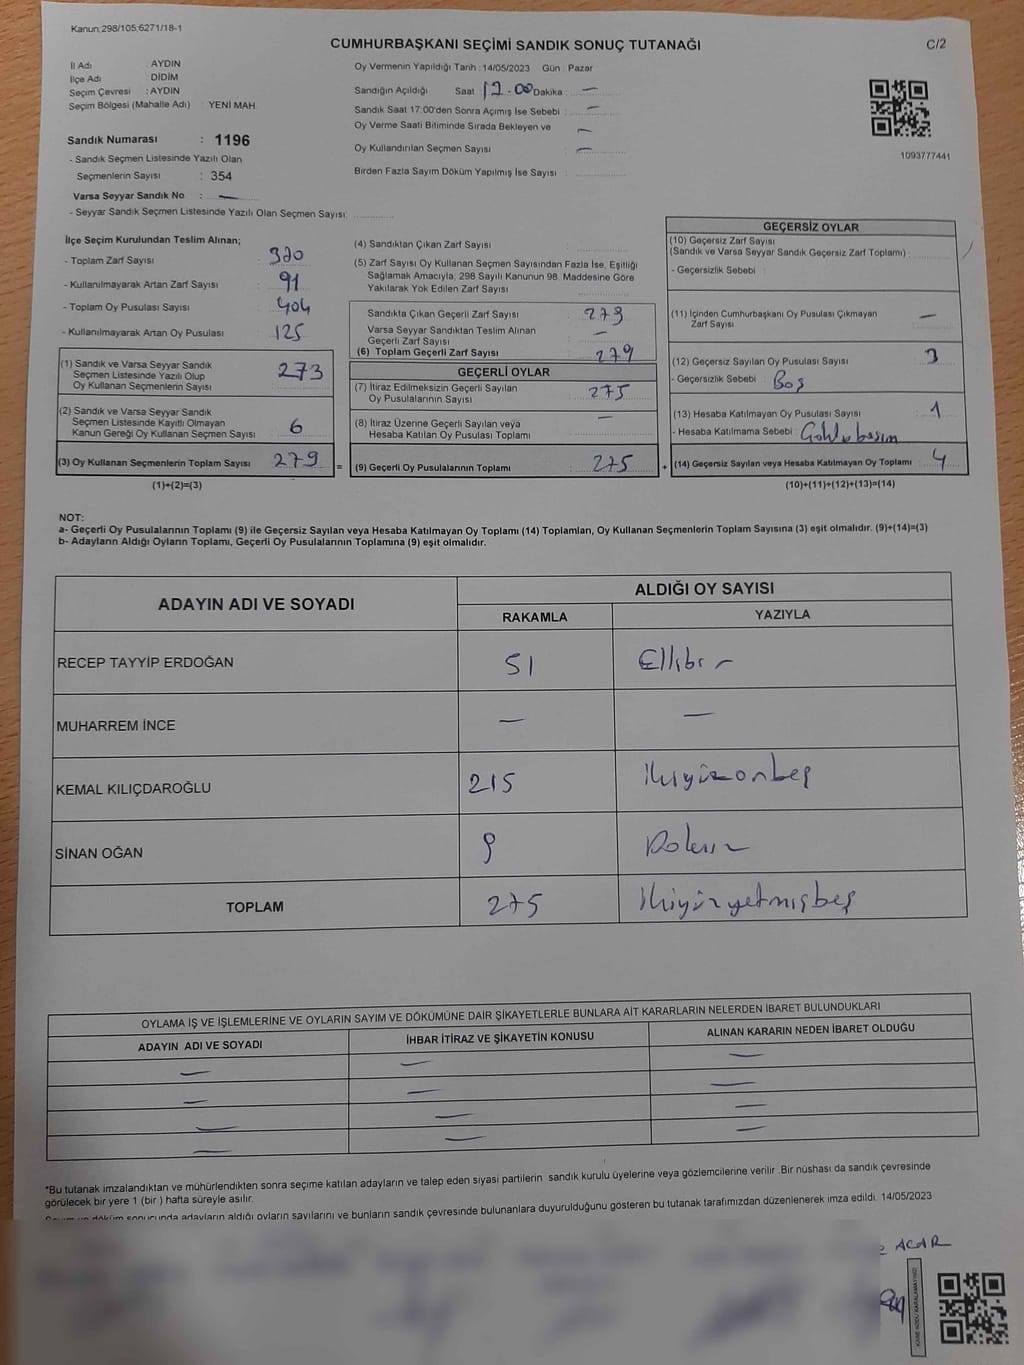 Kanun;298/105;6271/18-1
CUMHURBAŞKANI SEÇİMİ SANDIK SONUÇ TUTANAĞI
C/2
İl Adı : AYDIN
İlçe Adı : DİDİM
Seçim Çevresi : AYDIN
Seçim Bölgesi (Mahalle Adı) : YENİ MAH
Sandık Numarası : 1196
- Sandık Seçmen Listesinde Yazılı Olan
Seçmenlerin Sayısı : 354
Varsa Seyyar Sandık No : —
- Seyyar Sandık Seçmen Listesinde Yazılı Olan Seçmen Sayısı:
Oy Vermenin Yapıldığı Tarih : 14/05/2023 Gün : Pazar
Sandığın Açıldığı Saat 17.00 Dakika : —
Sandık Saat 17:00'den Sonra Açımış İse Sebebi : —
Oy Verme Saati Bitiminde Sırada Bekleyen ve —
Oy Kullandırılan Seçmen Sayısı : —
Birden Fazla Sayım Döküm Yapılmış İse Sayısı :
1093777441
İlçe Seçim Kurulundan Teslim Alınan;
- Toplam Zarf Sayısı : 320
- Kullanılmayarak Artan Zarf Sayısı : 91
- Toplam Oy Pusulası Sayısı : 404
- Kullanılmayarak Artan Oy Pusulası : 125
(1) Sandık ve Varsa Seyyar Sandık
Seçmen Listesinde Yazılı Olup
Oy Kullanan Seçmenlerin Sayısı : 273
(2) Sandık ve Varsa Seyyar Sandık
Seçmen Listesinde Kayıtlı Olmayan
Kanun Gereği Oy Kullanan Seçmen Sayısı : 6
(3) Oy Kullanan Seçmenlerin Toplam Sayısı : 279
(1)+(2)=(3)
=
(4) Sandıktan Çıkan Zarf Sayısı :
(5) Zarf Sayısı Oy Kullanan Seçmen Sayısından Fazla İse, Eşitliği
Sağlamak Amacıyla, 298 Sayılı Kanunun 98. Maddesine Göre
Yakılarak Yok Edilen Zarf Sayısı :
Sandıkta Çıkan Geçerli Zarf Sayısı : 279
Varsa Seyyar Sandıktan Teslim Alınan
Geçerli Zarf Sayısı : —
(6) Toplam Geçerli Zarf Sayısı : 279
GEÇERLİ OYLAR
(7) İtiraz Edilmeksizin Geçerli Sayılan
Oy Pusulalarının Sayısı : 275
(8) İtiraz Üzerine Geçerli Sayılan veya
Hesaba Katılan Oy Pusulası Toplamı : —
(9) Geçerli Oy Pusulalarının Toplamı : 275
+
GEÇERSİZ OYLAR
(10) Geçersiz Zarf Sayısı
(Sandık ve Varsa Seyyar Sandık Geçersiz Zarf Toplamı)
- Geçersizlik Sebebi :
(11) İçinden Cumhurbaşkanı Oy Pusulası Çıkmayan
Zarf Sayısı : —
(12) Geçersiz Sayılan Oy Pusulası Sayısı : 3
- Geçersizlik Sebebi : Boş
(13) Hesaba Katılmayan Oy Pusulası Sayısı : 1
- Hesaba Katılmama Sebebi :
(14) Geçersiz Sayılan veya Hesaba Katılmayan Oy Toplamı : 4
(10)+(11)+(12)+(13)=(14)
NOT:
a- Geçerli Oy Pusulalarının Toplamı (9) ile Geçersiz Sayılan veya Hesaba Katılmayan Oy Toplamı (14) Toplamları, Oy Kullanan Seçmenlerin Toplam Sayısına (3) eşit olmalıdır. (9)+(14)=(3)
b- Adayların Aldığı Oyların Toplamı, Geçerli Oy Pusulalarının Toplamına (9) eşit olmalıdır.
ADAYIN ADI VE SOYADI
ALDIĞI OY SAYISI
RAKAMLA YAZIYLA
RECEP TAYYİP ERDOĞAN 51 Ellibir
MUHARREM İNCE — —
KEMAL KILIÇDAROĞLU 215 ikiyüzonbeş
SİNAN OĞAN 9 Dokuz
TOPLAM 275 ikiyüzyetmişbeş
OYLAMA İŞ VE İŞLEMLERİNE VE OYLARIN SAYIM VE DÖKÜMÜNE DAİR ŞİKAYETLERLE BUNLARA AİT KARARLARIN NELERDEN İBARET BULUNDUKLARI
ADAYIN ADI VE SOYADI İHBAR İTİRAZ VE ŞİKAYETİN KONUSU ALINAN KARARIN NEDEN İBARET OLDUĞU
— — —
— — —
— — —
— — —
*Bu tutanak imzalandıktan ve mühürlendikten sonra seçime katılan adayların ve talep eden siyasi partilerin sandık kurulu üyelerine veya gözlemcilerine verilir. Bir nüshası da sandık çevresinde
görülecek bir yere 1 (bir ) hafta süreyle asılır.
Sayım ve döküm sonucunda adayların aldığı oyların sayılarını ve bunların sandık çevresinde bulunanlara duyurulduğunu gösteren bu tutanak tarafımızdan düzenlenerek imza edildi. 14/05/2023
ACAR
KARE KODU KARALAMAYINIZ!